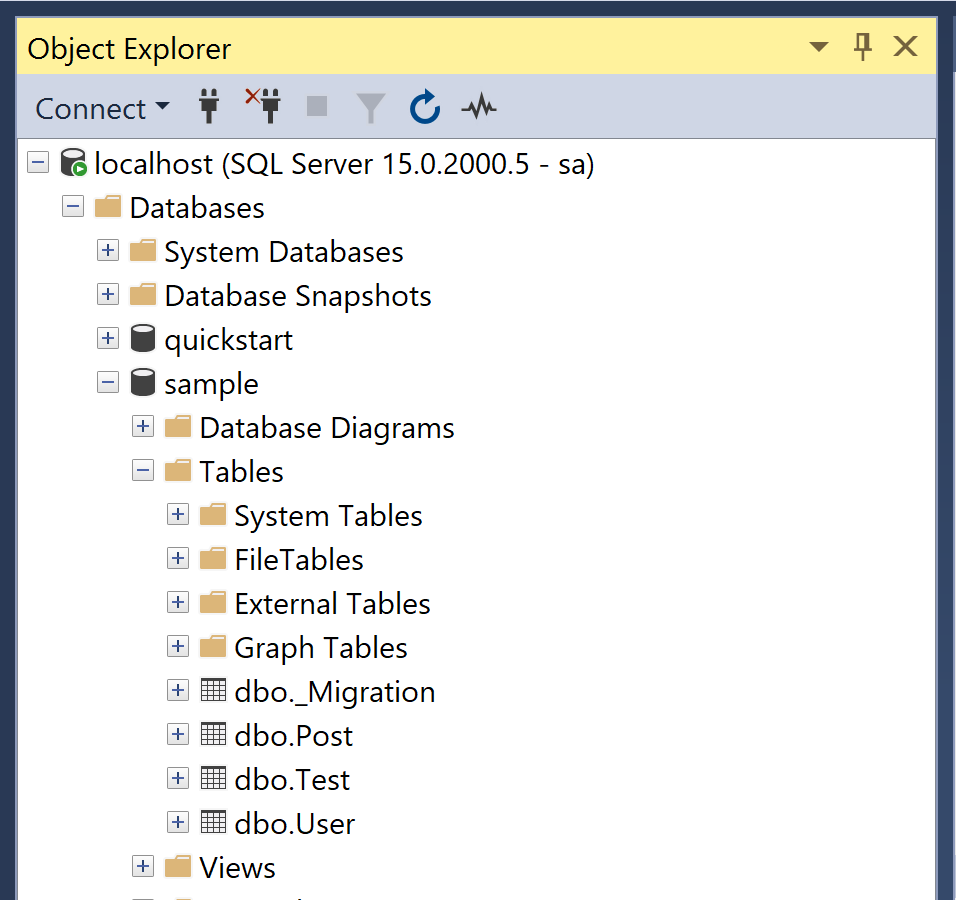 Object Explorer
Connect
localhost (SQL Server 15.0.2000.5 - sa)
Databases
System Databases
Database Snapshots
quickstart
sample
Database Diagrams
Tables
System Tables
FileTables
External Tables
Graph Tables
dbo._Migration
dbo.Post
dbo.Test
dbo.User
Views